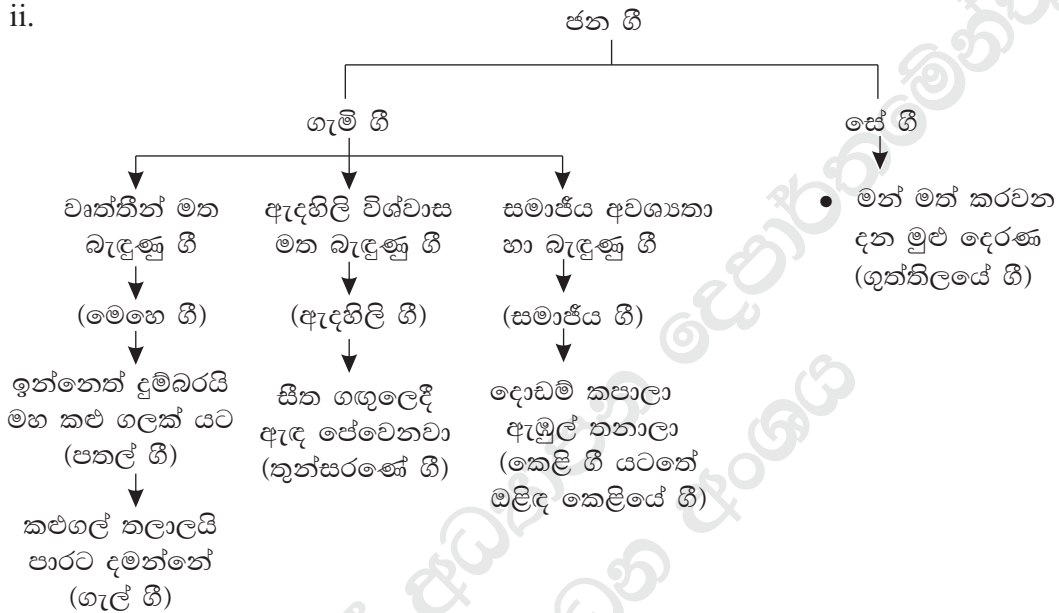 ii.
ජන ගී
ගැමි ගී
සේ ගී
වෘත්තීන් මත
බැඳුණු ගී
(මෙහෙ ගී)
ඉන්නෙත් දුම්බරයි
මහ කළු ගලක් යට
(පතල් ගී)
කළුගල් තලාලයි
පාරට දමන්නේ
(ගැල් ගී)
ඇදහිලි විශ්වාස
මත බැඳුණු ගී
(ඇදහිලි ගී)
සීත ගඟුලෙදී
ඇඳ පේවෙනවා
(තුන්සරණේ ගී)
සමාජීය අවශ්‍යතා
හා බැඳුණු ගී
(සමාජීය ගී)
දොඩම් කපාලා
ඇඹුල් තනාලා
(කෙළි ගී යටතේ
ඔළිඳ කෙළියේ ගී)
• මන් මත් කරවන
දන මුළු දෙරණ
(ගුත්තිලයේ ගී)